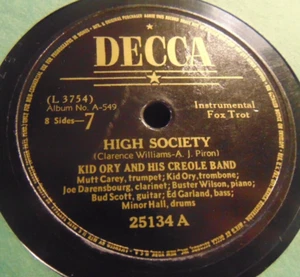 DECCA
(L 3754)
Album No. A-549
8 Sides—7
Instrumental
Fox Trot
HIGH SOCIETY
(Clarence Williams-A. J. Piron)
KID ORY AND HIS CREOLE BAND
Mutt Carey, trumpet; Kid Ory, trombone;
Joe Darensbourg, clarinet; Buster Wilson, piano;
Bud Scott, guitar; Ed Garland, bass;
Minor Hall, drums
25134 A